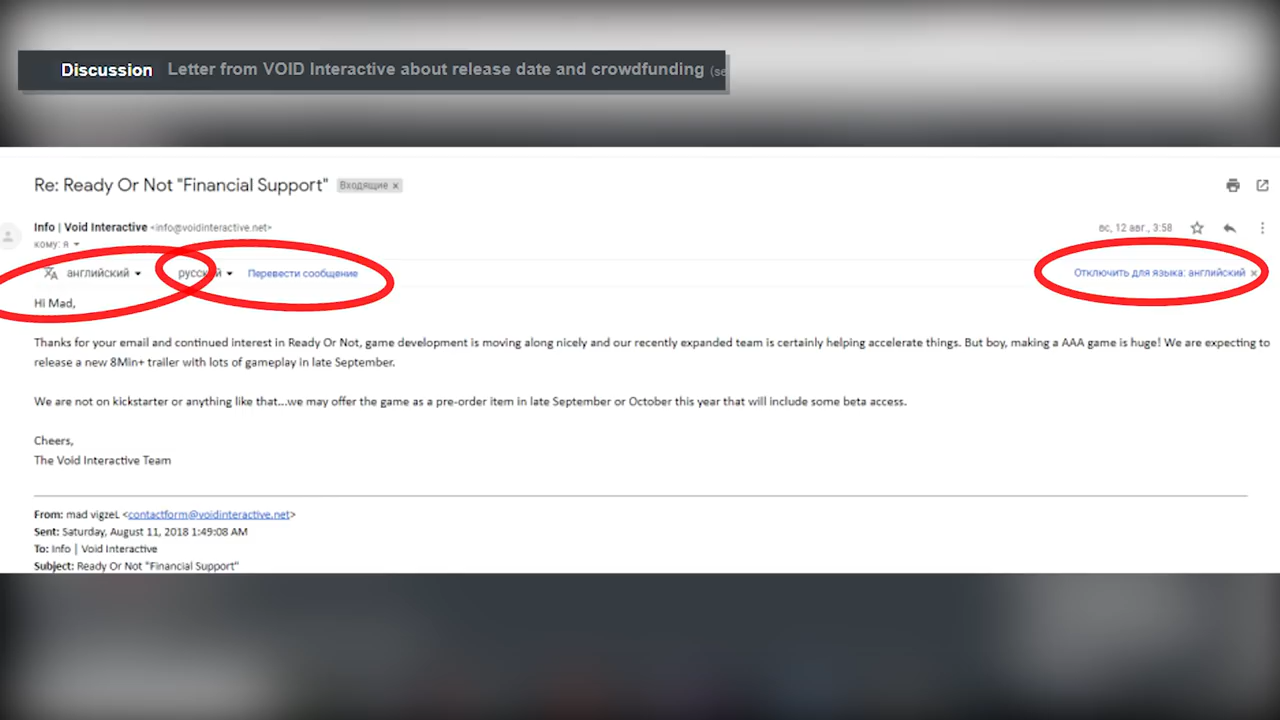 Discussion Letter from VOID Interactive about release date and crowdfunding (se
Re: Ready Or Not "Financial Support" Входящие ×
Info | Void Interactive <info@voidinteractive.net> вс, 12 авг., 3:58
кому: я
английский русский Перевести сообщение Отключить для языка: английский ×
Hi Mad,
Thanks for your email and continued interest in Ready Or Not, game development is moving along nicely and our recently expanded team is certainly helping accelerate things. But boy, making a AAA game is huge! We are expecting to
release a new 8Min+ trailer with lots of gameplay in late September.
We are not on kickstarter or anything like that...we may offer the game as a pre-order item in late September or October this year that will include some beta access.
Cheers,
The Void Interactive Team
From: mad vigzeL <contactform@voidinteractive.net>
Sent: Saturday, August 11, 2018 1:49:08 AM
To: Info | Void Interactive
Subject: Ready Or Not "Financial Support"